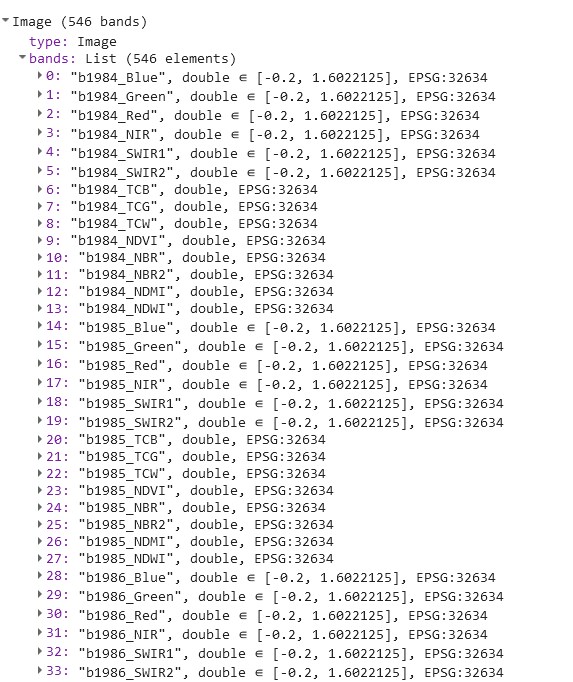 Image (546 bands)
type: Image
bands: List (546 elements)
0: "b1984_Blue", double ∈ [-0.2, 1.6022125], EPSG:32634
1: "b1984_Green", double ∈ [-0.2, 1.6022125], EPSG:32634
2: "b1984_Red", double ∈ [-0.2, 1.6022125], EPSG:32634
3: "b1984_NIR", double ∈ [-0.2, 1.6022125], EPSG:32634
4: "b1984_SWIR1", double ∈ [-0.2, 1.6022125], EPSG:32634
5: "b1984_SWIR2", double ∈ [-0.2, 1.6022125], EPSG:32634
6: "b1984_TCB", double, EPSG:32634
7: "b1984_TCG", double, EPSG:32634
8: "b1984_TCW", double, EPSG:32634
9: "b1984_NDVI", double, EPSG:32634
10: "b1984_NBR", double, EPSG:32634
11: "b1984_NBR2", double, EPSG:32634
12: "b1984_NDMI", double, EPSG:32634
13: "b1984_NDWI", double, EPSG:32634
14: "b1985_Blue", double ∈ [-0.2, 1.6022125], EPSG:32634
15: "b1985_Green", double ∈ [-0.2, 1.6022125], EPSG:32634
16: "b1985_Red", double ∈ [-0.2, 1.6022125], EPSG:32634
17: "b1985_NIR", double ∈ [-0.2, 1.6022125], EPSG:32634
18: "b1985_SWIR1", double ∈ [-0.2, 1.6022125], EPSG:32634
19: "b1985_SWIR2", double ∈ [-0.2, 1.6022125], EPSG:32634
20: "b1985_TCB", double, EPSG:32634
21: "b1985_TCG", double, EPSG:32634
22: "b1985_TCW", double, EPSG:32634
23: "b1985_NDVI", double, EPSG:32634
24: "b1985_NBR", double, EPSG:32634
25: "b1985_NBR2", double, EPSG:32634
26: "b1985_NDMI", double, EPSG:32634
27: "b1985_NDWI", double, EPSG:32634
28: "b1986_Blue", double ∈ [-0.2, 1.6022125], EPSG:32634
29: "b1986_Green", double ∈ [-0.2, 1.6022125], EPSG:32634
30: "b1986_Red", double ∈ [-0.2, 1.6022125], EPSG:32634
31: "b1986_NIR", double ∈ [-0.2, 1.6022125], EPSG:32634
32: "b1986_SWIR1", double ∈ [-0.2, 1.6022125], EPSG:32634
33: "b1986_SWIR2", double ∈ [-0.2, 1.6022125], EPSG:32634